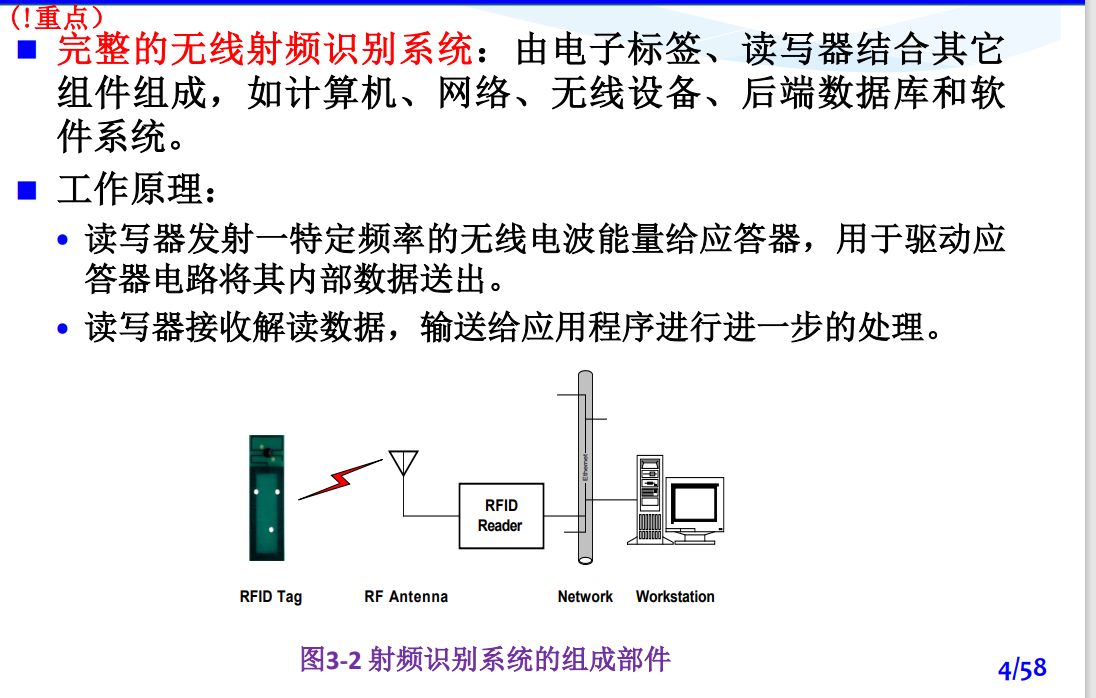 （!重点）
完整的无线射频识别系统：由电子标签、读写器结合其它
组件组成，如计算机、网络、无线设备、后端数据库和软
件系统。
工作原理：
读写器发射一特定频率的无线电波能量给应答器，用于驱动应
答器电路将其内部数据送出。
读写器接收解读数据，输送给应用程序进行进一步的处理。
Ethernet
RFID
Reader
RFID Tag
RF Antenna
Network
Workstation
图3-2 射频识别系统的组成部件
4/58